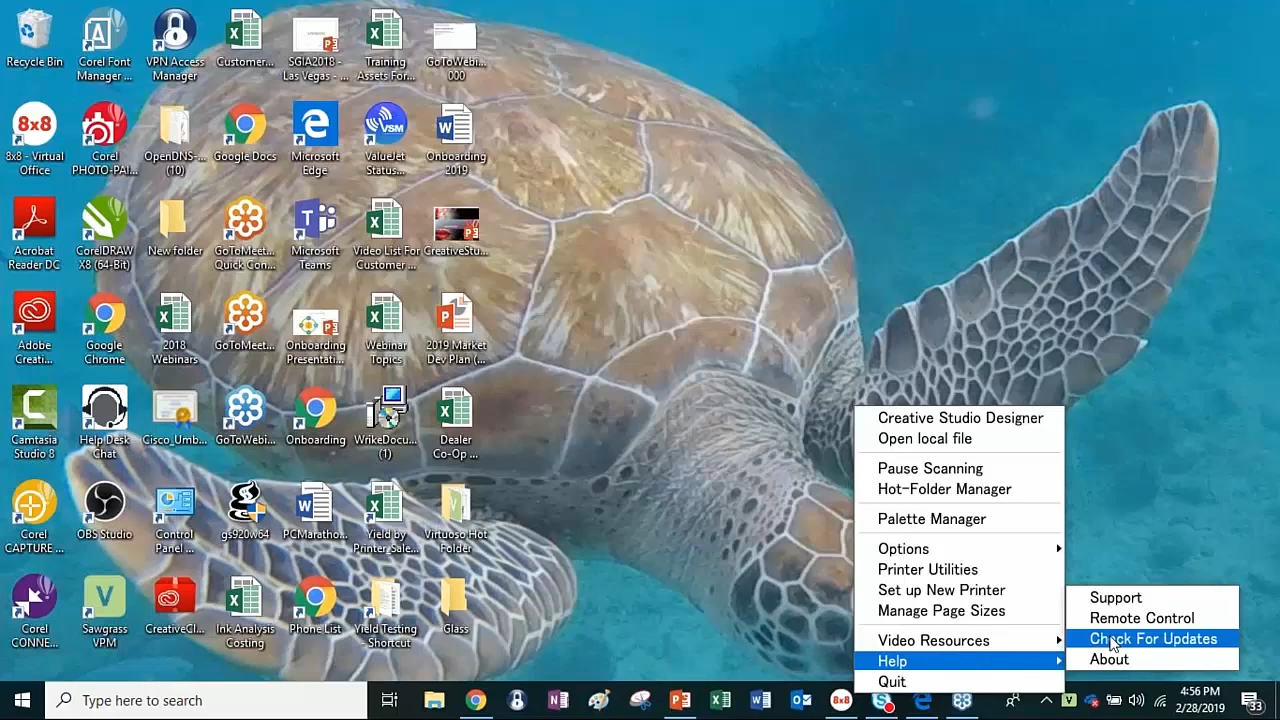 Recycle Bin
Corel Font
Manager ...
VPN Access
Manager
Customer...
SGIA2018 -
Las Vegas - ...
Training
Assets For...
GoToWebi...
000
8x8 - Virtual
Office
Corel
PHOTO-PAI...
OpenDNS-...
(10)
Google Docs
Microsoft
Edge
ValueJet
Status...
Onboarding
2019
Acrobat
Reader DC
CorelDRAW
X8 (64-Bit)
New folder
GoToMeet...
Quick Con...
Microsoft
Teams
Video List For
Customer ...
CreativeStu...
Adobe
Creati...
Google
Chrome
2018
Webinars
GoToMeet...
Onboarding
Presentati...
Webinar
Topics
2019 Market
Dev Plan (...
Camtasia
Studio 8
Help Desk
Chat
Cisco_Umb...
GoToWebi...
Onboarding
WrikeDocu...
(1)
Dealer
Co-Op ...
Corel
CAPTURE ...
OBS Studio
Control
Panel ...
gs920w64
PCMaratho...
Yield by
Printer_Sale...
Virtuoso Hot
Folder
Corel
CONNE...
Sawgrass
VPM
CreativeCl...
Ink Analysis
Costing
Phone List
Yield Testing
- Shortcut
Glass
Creative Studio Designer
Open local file
Pause Scanning
Hot-Folder Manager
Palette Manager
Options
Printer Utilities
Set up New Printer
Manage Page Sizes
Video Resources
Help
Quit
Support
Remote Control
Check For Updates
About
Type here to search
8x8
4:56 PM
2/28/2019
33